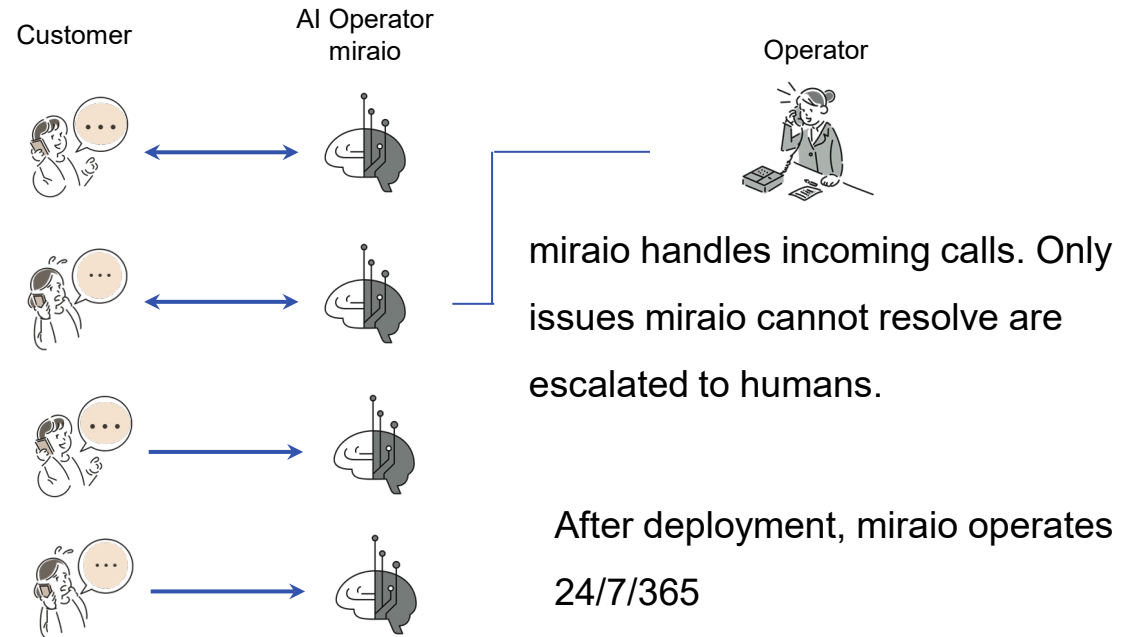 Customer
AI Operator
miraio
Operator
miraio handles incoming calls. Only
issues miraio cannot resolve are
escalated to humans.
After deployment, miraio operates
24/7/365